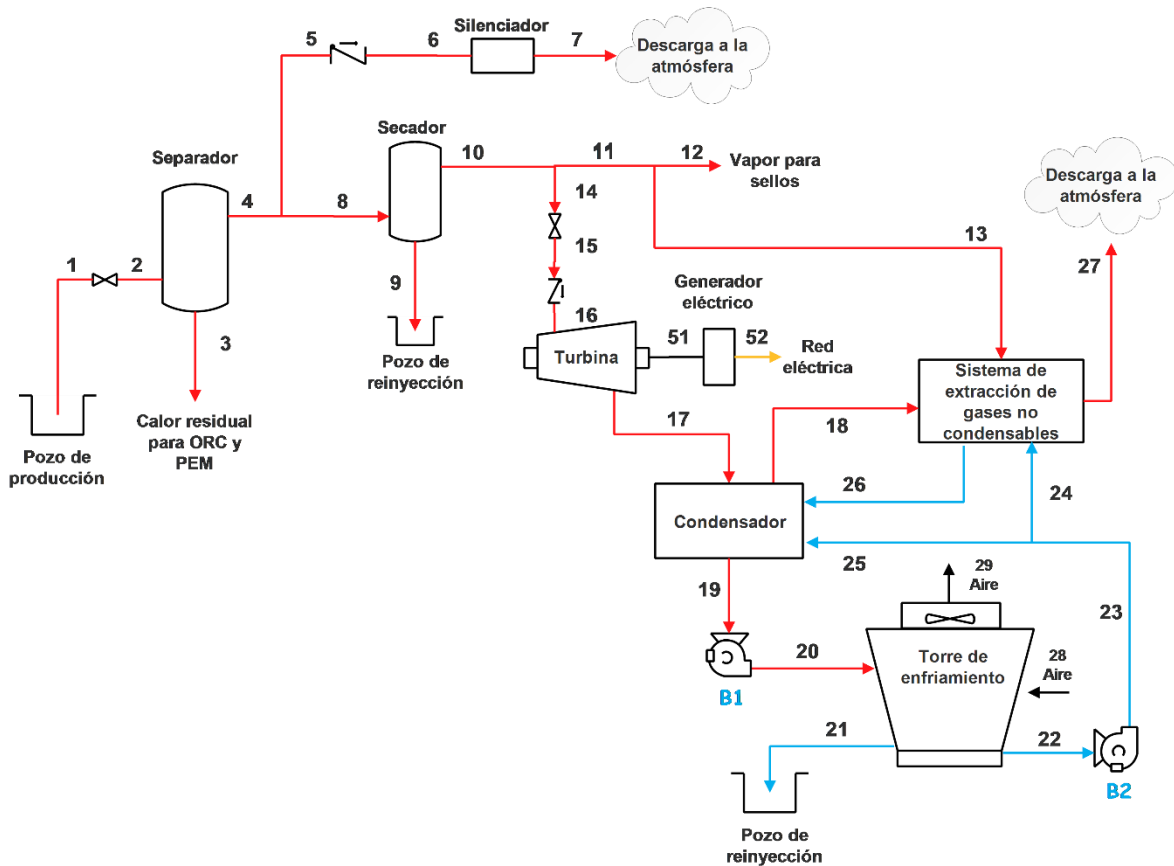 5
6
Silenciador
7
Descarga a la
atmósfera
Separador
Secador
4
8
10
11
12
Vapor para
sellos
Descarga a la
atmósfera
14
15
13
27
1
2
9
Generador
eléctrico
16
51
52
Turbina
Red
eléctrica
3
Pozo de
reinyección
Sistema de
extracción de
gases no
condensables
Calor residual
para ORC y
PEM
Pozo de
producción
17
18
26
24
Condensador
25
19
29
Aire
23
20
Torre de
enfriamiento
28
Aire
B1
21
22
B2
Pozo de
reinyección